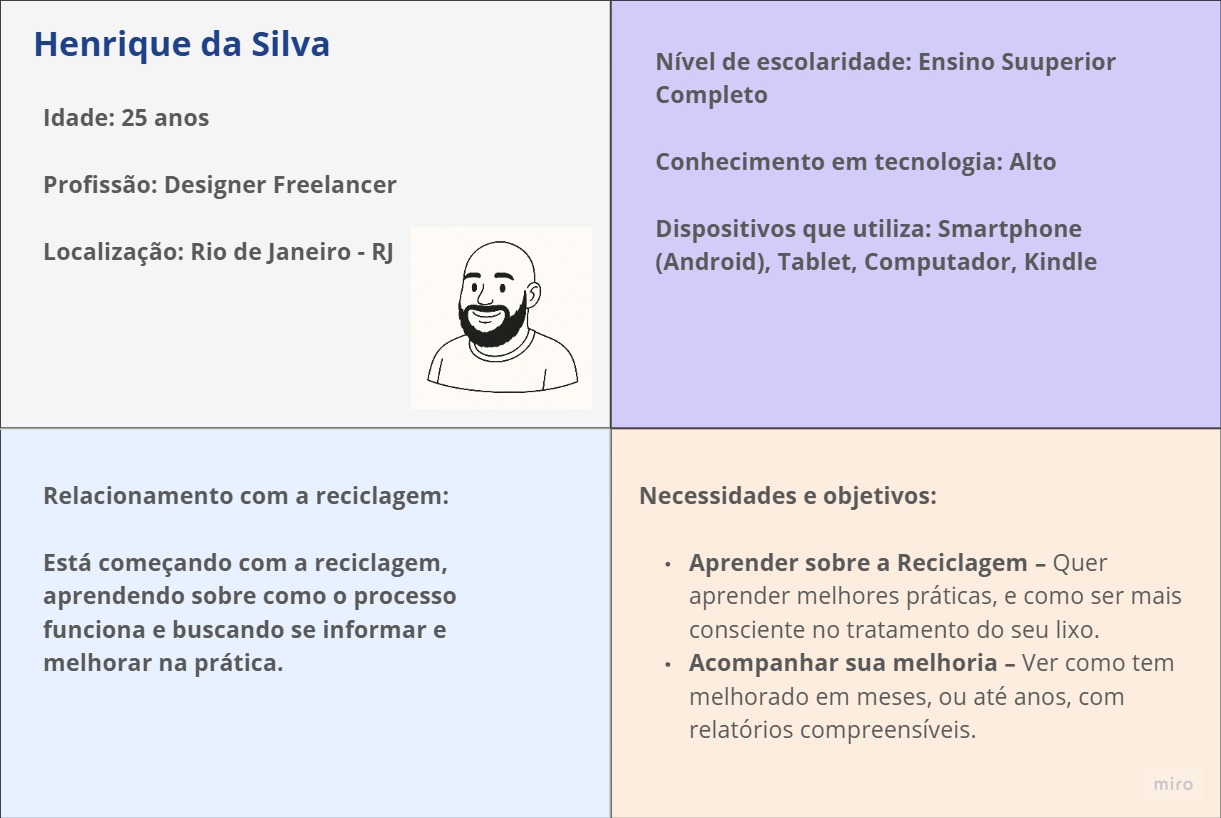 Henrique da Silva
Idade: 25 anos
Profissão: Designer Freelancer
Localização: Rio de Janeiro - RJ
Nível de escolaridade: Ensino Suuperior
Completo
Conhecimento em tecnologia: Alto
Dispositivos que utiliza: Smartphone
(Android), Tablet, Computador, Kindle
Relacionamento com a reciclagem:
Está começando com a reciclagem,
aprendendo sobre como o processo
funciona e buscando se informar e
melhorar na prática.
Necessidades e objetivos:
• Aprender sobre a Reciclagem – Quer
aprender melhores práticas, e como ser mais
consciente no tratamento do seu lixo.
• Acompanhar sua melhoria – Ver como tem
melhorado em meses, ou até anos, com
relatórios compreensíveis.
miro